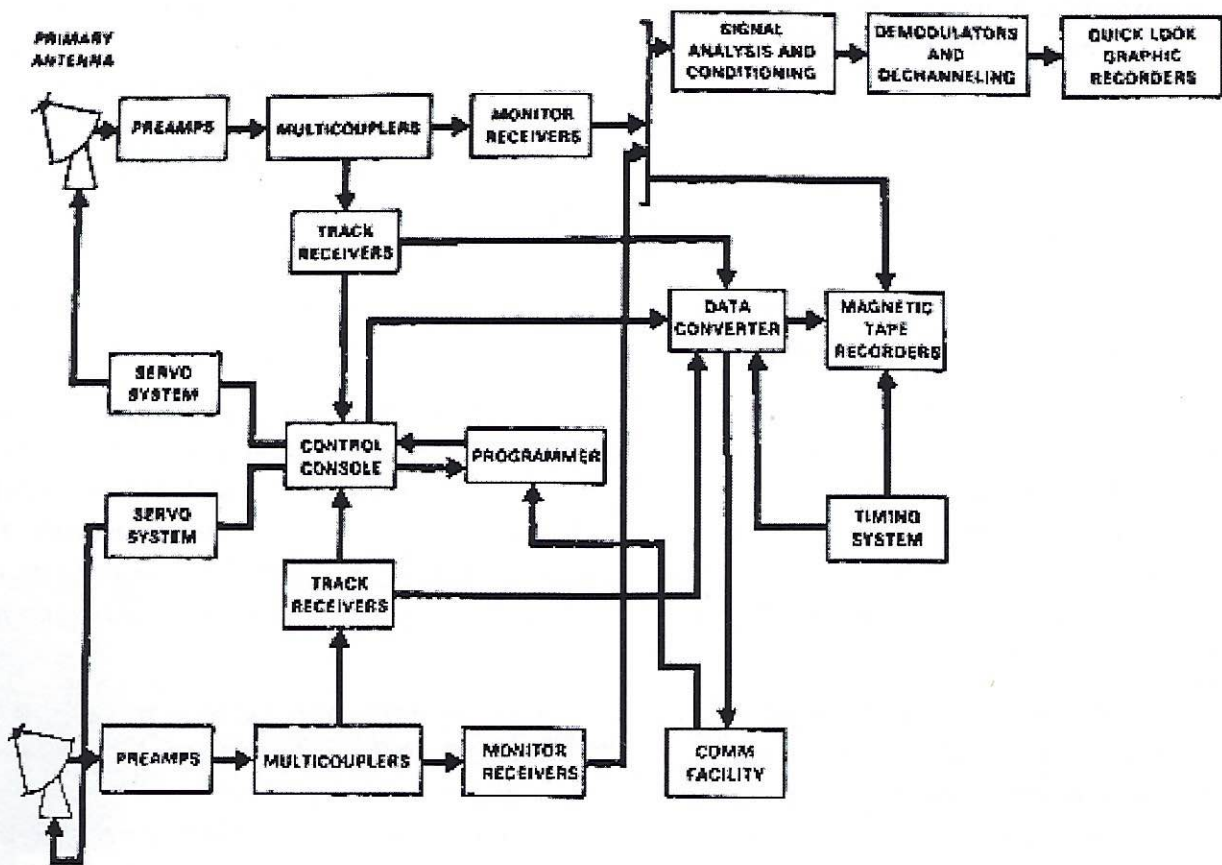 PRIMARY
ANTENNA
PREAMPS
MULTICOUPLERS
MONITOR
RECEIVERS
SIGNAL
ANALYSIS AND
CONDITIONING
DEMODULATORS
AND
DECHANNELING
QUICK LOOK
GRAPHIC
RECORDERS
TRACK
RECEIVERS
DATA
CONVERTER
MAGNETIC
TAPE
RECORDERS
SERVO
SYSTEM
CONTROL
CONSOLE
PROGRAMMER
SERVO
SYSTEM
TIMING
SYSTEM
TRACK
RECEIVERS
PREAMPS
MULTICOUPLERS
MONITOR
RECEIVERS
COMM
FACILITY